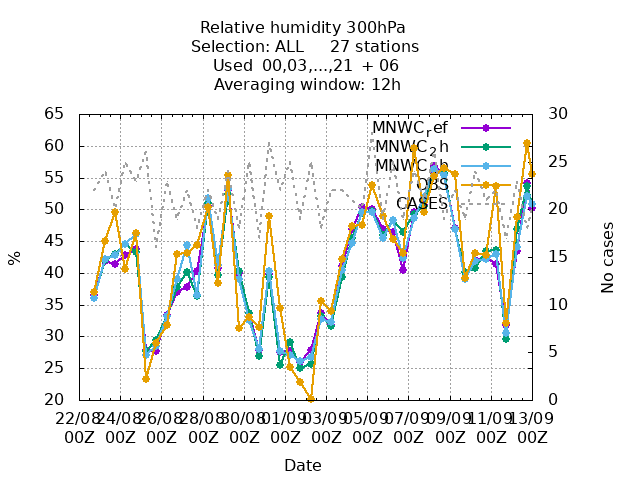 Relative humidity 300hPa
Selection: ALL 27 stations
Used 00,03,...,21 + 06
Averaging window: 12h
65 30
60 25
55 20
50
45 15
40
35 10
30
25 5
20 0
MNWC_ref
MNWC_2h
OBS
CASES
%
No cases
22/08 24/08 26/08 28/08 30/08 01/09 03/09 05/09 07/09 09/09 11/09 13/09
00Z 00Z 00Z 00Z 00Z 00Z 00Z 00Z 00Z 00Z 00Z 00Z
Date